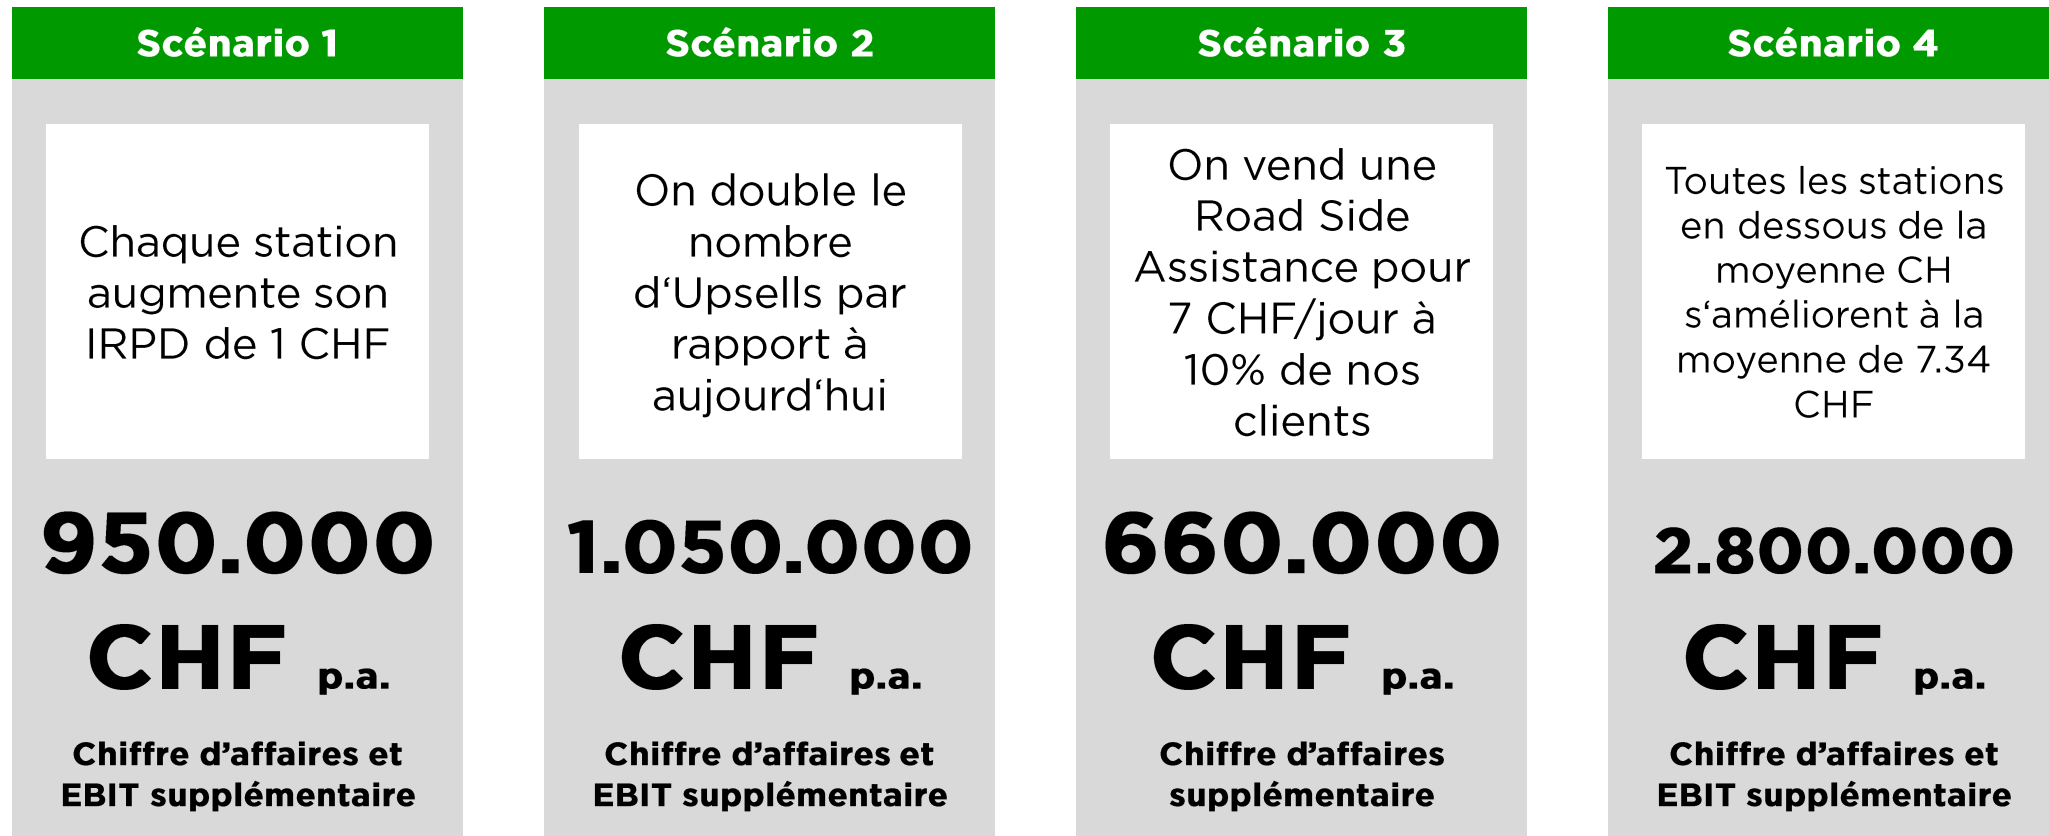 Scénario 1
Chaque station
augmente son
IRPD de 1 CHF
950.000
CHF p.a.
Chiffre d’affaires et
EBIT supplémentaire
Scénario 2
On double le
nombre
d‘Upsells par
rapport à
aujourd‘hui
1.050.000
CHF p.a.
Chiffre d’affaires et
EBIT supplémentaire
Scénario 3
On vend une
Road Side
Assistance pour
7 CHF/jour à
10% de nos
clients
660.000
CHF p.a.
Chiffre d’affaires
supplémentaire
Scénario 4
Toutes les stations
en dessous de la
moyenne CH
s‘améliorent à la
moyenne de 7.34
CHF
2.800.000
CHF p.a.
Chiffre d’affaires et
EBIT supplémentaire